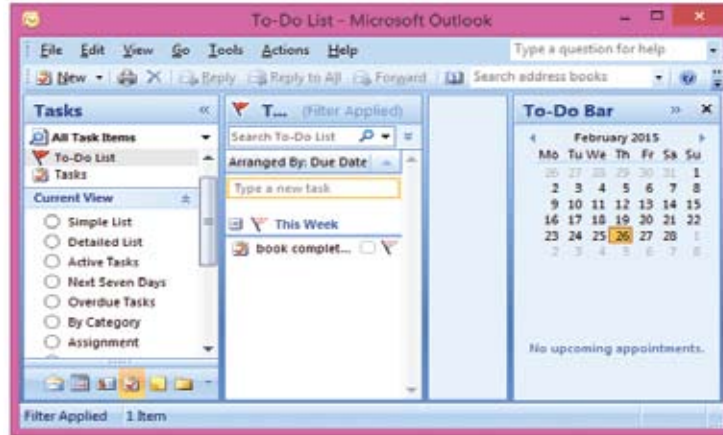 To-Do List - Microsoft Outlook
File Edit View Go Tools Actions Help
Type a question for help
New Reply Reply to All Forward Search address books
Tasks
All Task Items
To-Do List
Tasks
Current View
Simple List
Detailed List
Active Tasks
Next Seven Days
Overdue Tasks
By Category
Assignment
T... (Filter Applied)
Search To-Do List
Arranged By: Due Date
Type a new task
This Week
book complet...
To-Do Bar
February 2015
Mo Tu We Th Fr Sa Su
26 27 28 29 30 31 1
2 3 4 5 6 7 8
9 10 11 12 13 14 15
16 17 18 19 20 21 22
23 24 25 26 27 28 1
2 3 4 5 6 7 8
No upcoming appointments.
Filter Applied 1 Item